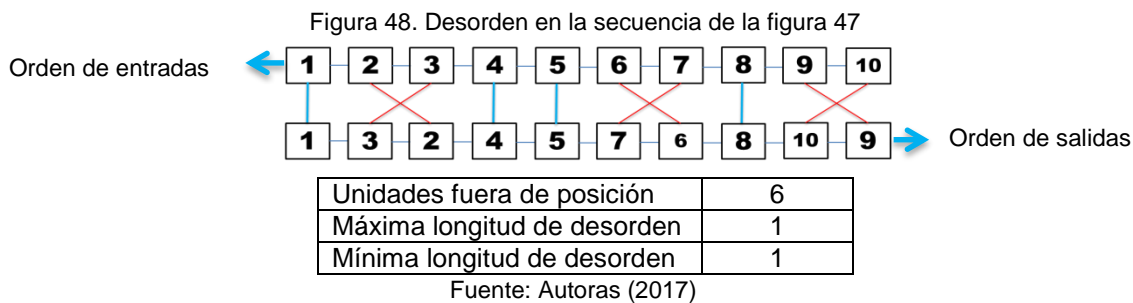 Figura 48. Desorden en la secuencia de la figura 47
Orden de entradas 1 2 3 4 5 6 7 8 9 10
1 3 2 4 5 7 6 8 10 9 Orden de salidas
Unidades fuera de posición 6
Máxima longitud de desorden 1
Mínima longitud de desorden 1
Fuente: Autoras (2017)